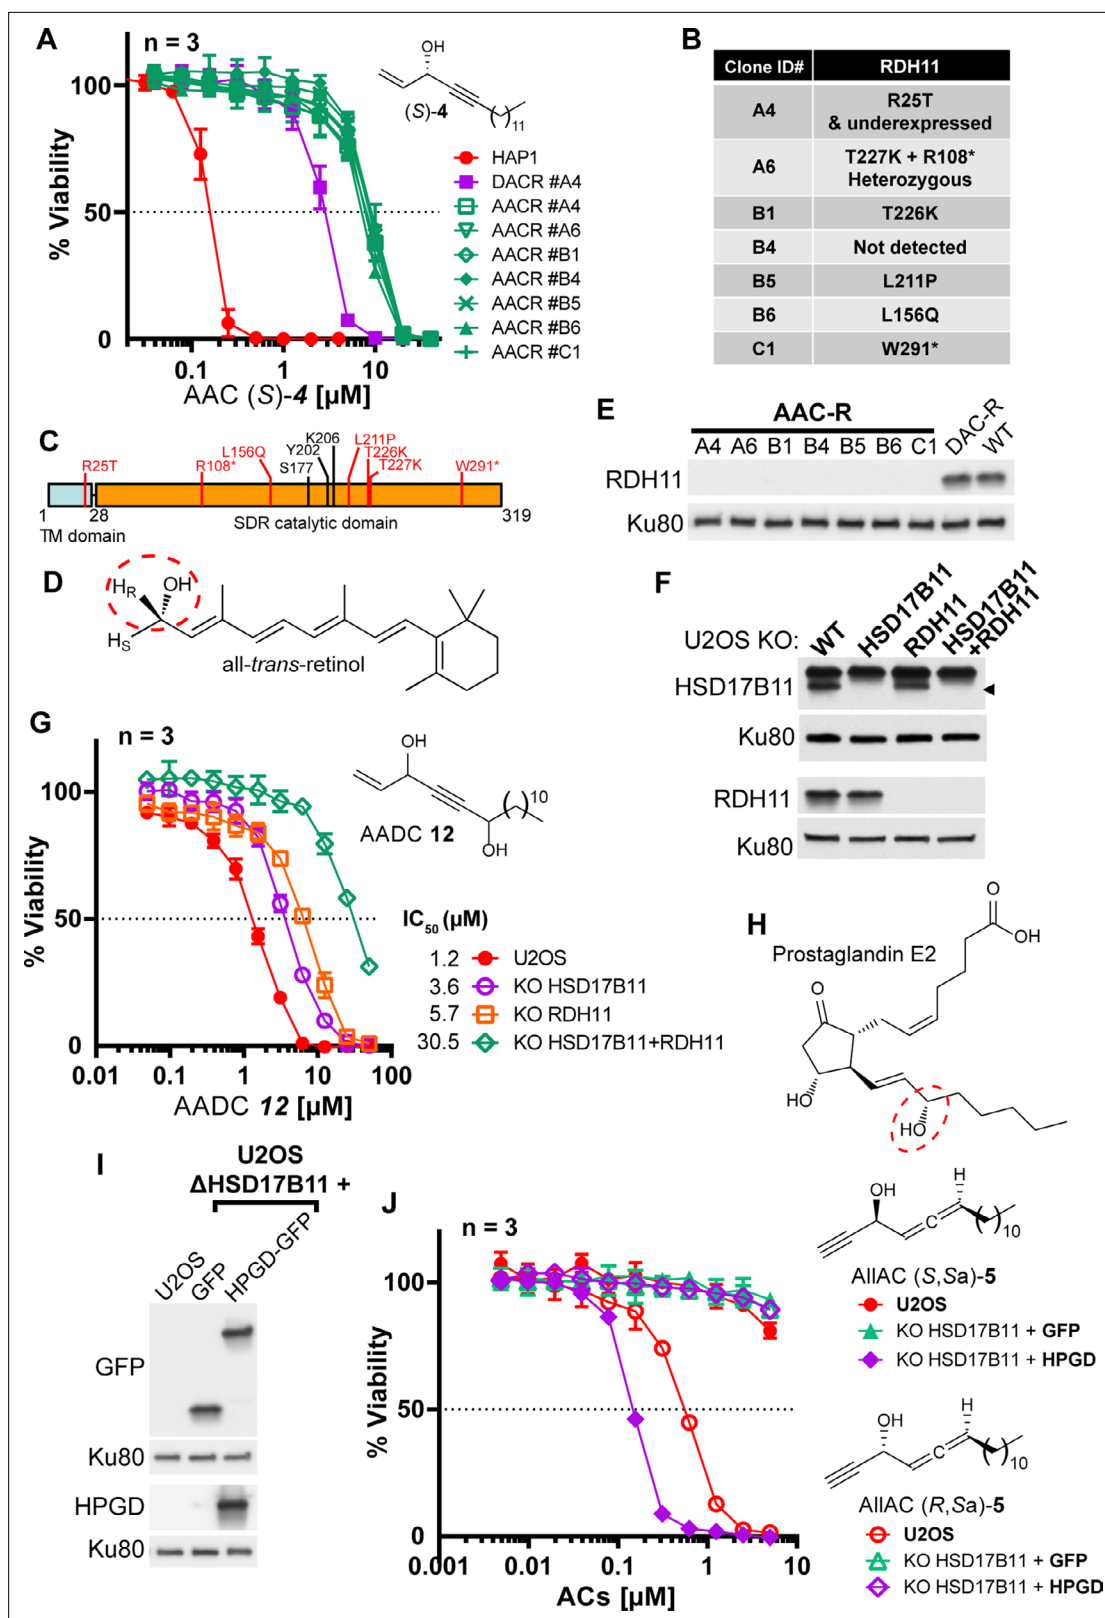 A
n = 3
OH
(S)-4
11
% Viability
100
50
0
0.1
1
10
AAC (S)-4 [µM]
HAP1
DACR #A4
AACR #A4
AACR #A6
AACR #B1
AACR #B4
AACR #B5
AACR #B6
AACR #C1
B
Clone ID# RDH11
A4 R25T
& underexpressed
A6 T227K + R108*
Heterozygous
B1 T226K
B4 Not detected
B5 L211P
B6 L156Q
C1 W291*
C
R25T
R108*
L156Q
S177
Y202
K206
L211P
T226K
T227K
W291*
1
28
319
TM domain
SDR catalytic domain
D
HR
OH
HS
all-trans-retinol
E
AAC-R
A4 A6 B1 B4 B5 B6 C1 DAC-R WT
RDH11
Ku80
F
U2OS KO: WT HSD17B11 RDH11 HSD17B11
+RDH11
HSD17B11
Ku80
RDH11
Ku80
G
n = 3
OH
10
OH
AADC 12
% Viability
100
50
0
0.01
0.1
1
10
100
AADC 12 [µM]
IC50 (µM)
1.2 U2OS
3.6 KO HSD17B11
5.7 KO RDH11
30.5 KO HSD17B11+RDH11
H
Prostaglandin E2
O
OH
O
HO
HO
I
U2OS
ΔHSD17B11 +
U2OS GFP HPGD-GFP
GFP
Ku80
HPGD
Ku80
J
n = 3
% Viability
100
50
0
0.01
0.1
1
10
ACs [µM]
OH
H
10
AllAC (S,Sa)-5
U2OS
KO HSD17B11 + GFP
KO HSD17B11 + HPGD
OH
H
10
AllAC (R,Sa)-5
U2OS
KO HSD17B11 + GFP
KO HSD17B11 + HPGD